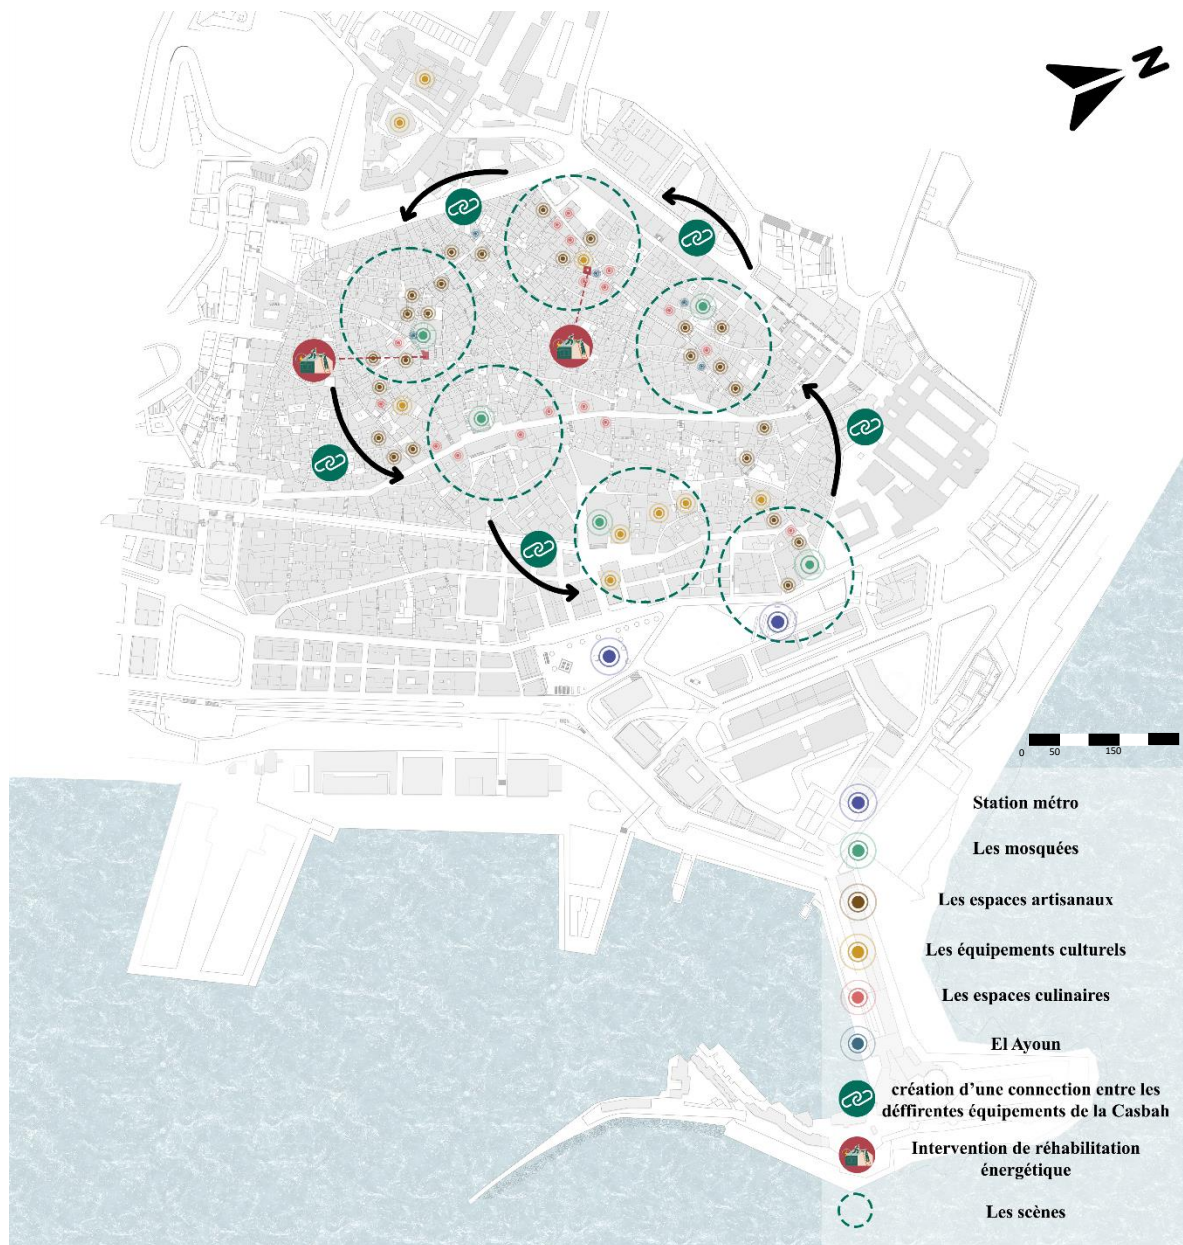 N
0 50 150
Station métro
Les mosquées
Les espaces artisanaux
Les équipements culturels
Les espaces culinaires
El Ayoun
création d'une connection entre les
déffirentes équipements de la Casbah
Intervention de réhabilitation
énergétique
Les scènes